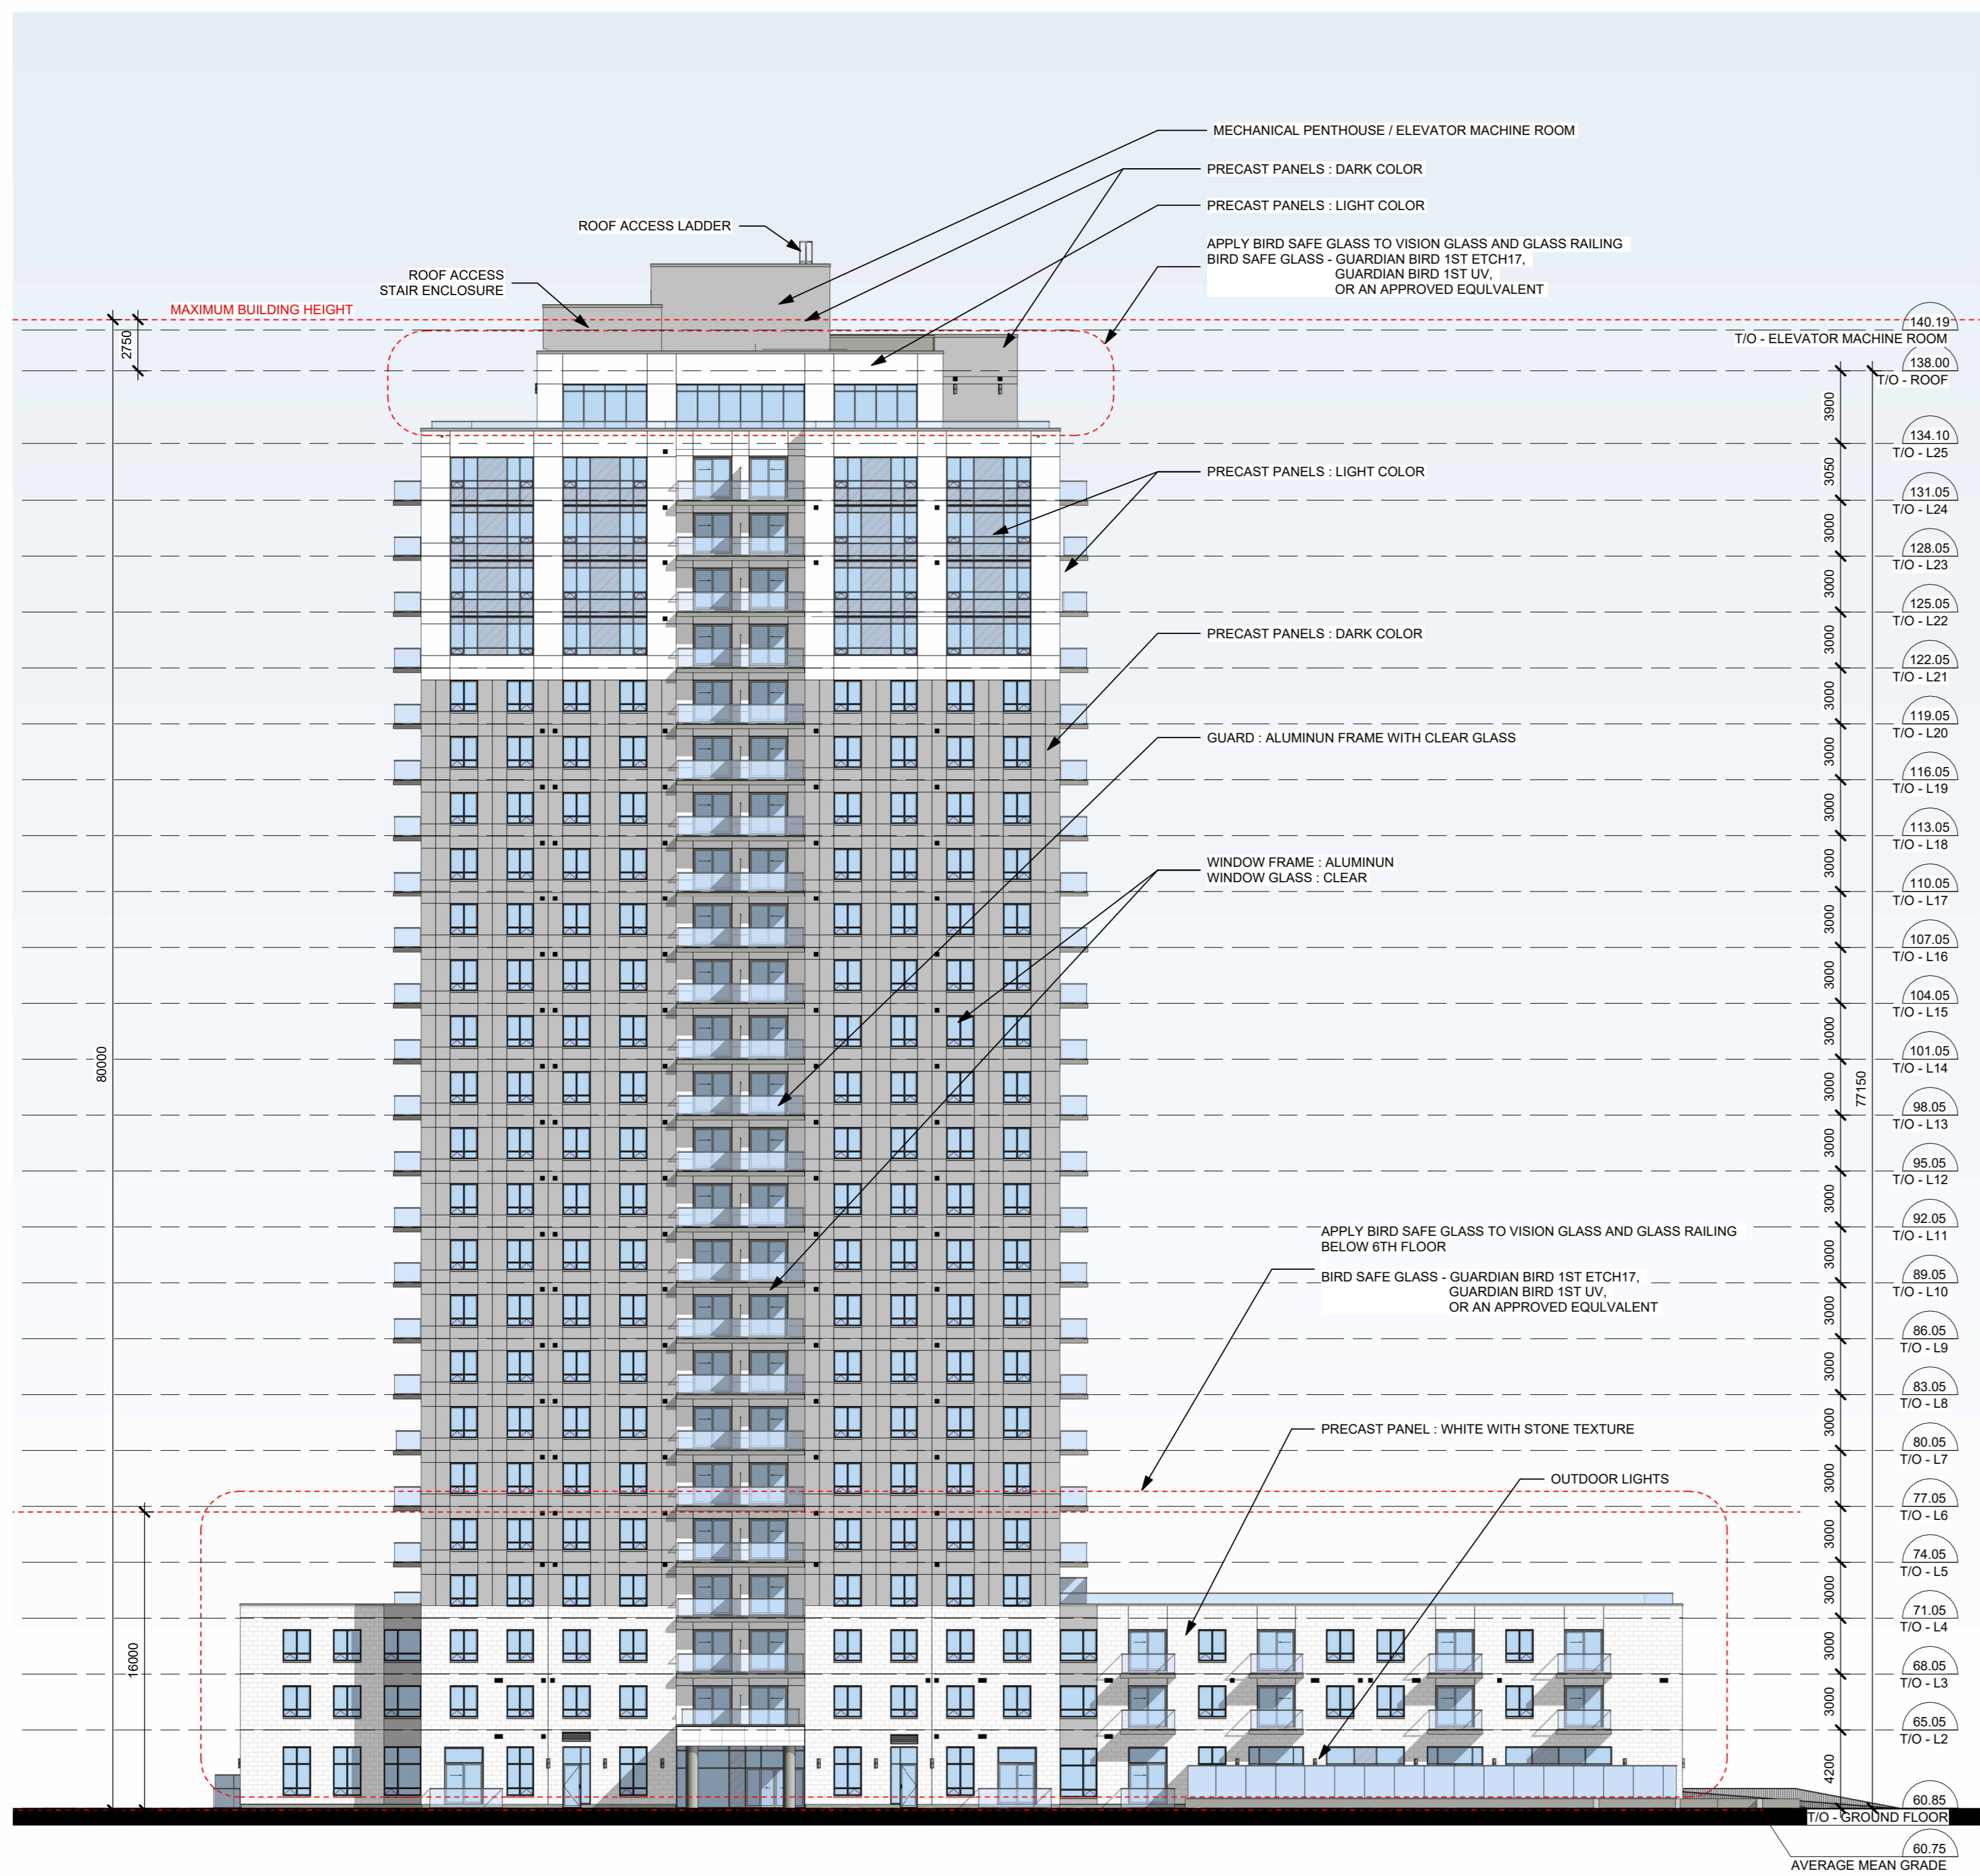 MECHANICAL PENTHOUSE / ELEVATOR MACHINE ROOM
PRECAST PANELS : DARK COLOR
PRECAST PANELS : LIGHT COLOR
ROOF ACCESS LADDER
APPLY BIRD SAFE GLASS TO VISION GLASS AND GLASS RAILING
BIRD SAFE GLASS - GUARDIAN BIRD 1ST ETCH17,
GUARDIAN BIRD 1ST UV,
OR AN APPROVED EQULVALENT
ROOF ACCESS
STAIR ENCLOSURE
MAXIMUM BUILDING HEIGHT
2750
140.19
T/O - ELEVATOR MACHINE ROOM
138.00
T/O - ROOF
3900
134.10
T/O - L25
PRECAST PANELS : LIGHT COLOR
3050
131.05
T/O - L24
3000
128.05
T/O - L23
3000
125.05
T/O - L22
PRECAST PANELS : DARK COLOR
3000
122.05
T/O - L21
3000
119.05
T/O - L20
GUARD : ALUMINUN FRAME WITH CLEAR GLASS
3000
116.05
T/O - L19
3000
113.05
T/O - L18
WINDOW FRAME : ALUMINUN
WINDOW GLASS : CLEAR
3000
110.05
T/O - L17
3000
107.05
T/O - L16
3000
104.05
T/O - L15
3000
101.05
T/O - L14
80000
77150
3000
98.05
T/O - L13
3000
95.05
T/O - L12
3000
92.05
T/O - L11
APPLY BIRD SAFE GLASS TO VISION GLASS AND GLASS RAILING
BELOW 6TH FLOOR
BIRD SAFE GLASS - GUARDIAN BIRD 1ST ETCH17,
GUARDIAN BIRD 1ST UV,
OR AN APPROVED EQULVALENT
3000
89.05
T/O - L10
3000
86.05
T/O - L9
3000
83.05
T/O - L8
PRECAST PANEL : WHITE WITH STONE TEXTURE
3000
80.05
T/O - L7
OUTDOOR LIGHTS
3000
77.05
T/O - L6
3000
74.05
T/O - L5
3000
71.05
T/O - L4
16000
3000
68.05
T/O - L3
3000
65.05
T/O - L2
4200
60.85
T/O - GROUND FLOOR
60.75
AVERAGE MEAN GRADE